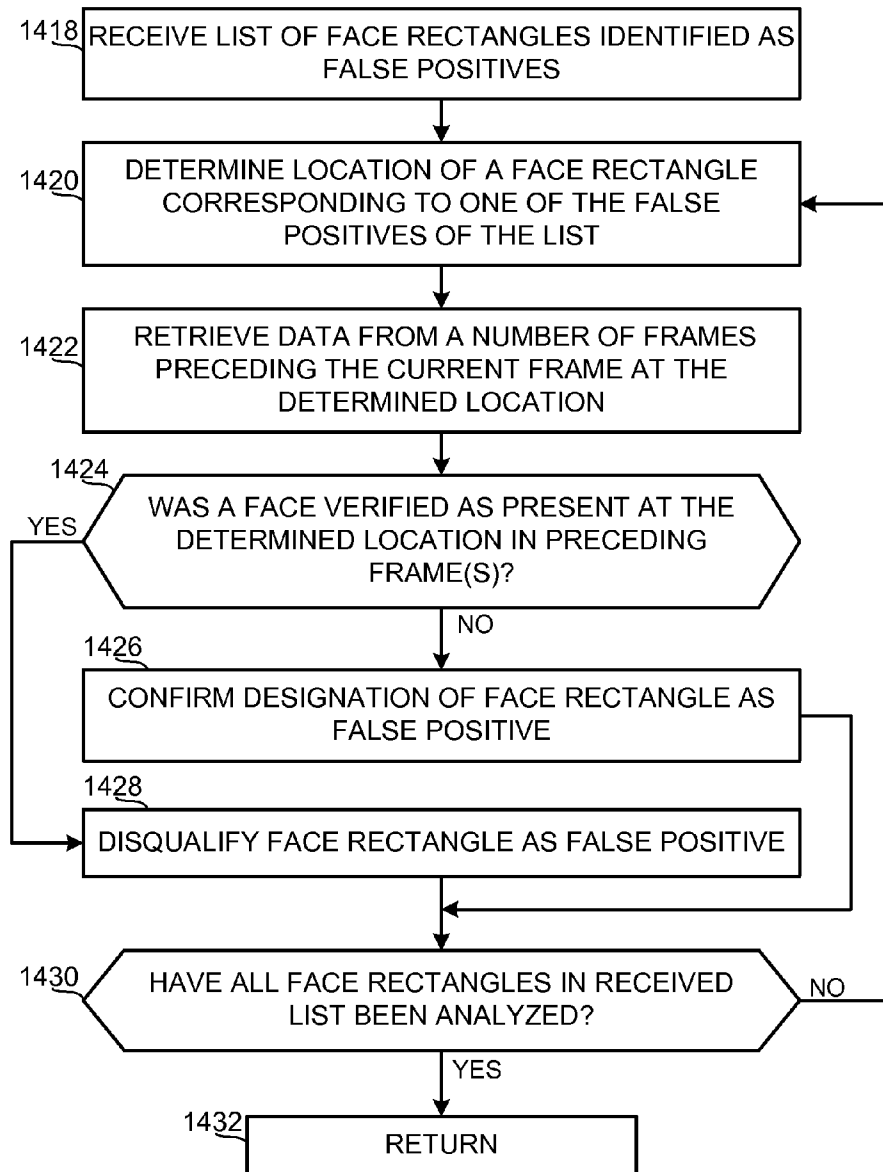 1418
RECEIVE LIST OF FACE RECTANGLES IDENTIFIED AS
FALSE POSITIVES
1420
DETERMINE LOCATION OF A FACE RECTANGLE
CORRESPONDING TO ONE OF THE FALSE
POSITIVES OF THE LIST
1422
RETRIEVE DATA FROM A NUMBER OF FRAMES
PRECEDING THE CURRENT FRAME AT THE
DETERMINED LOCATION
1424
WAS A FACE VERIFIED AS PRESENT AT THE
DETERMINED LOCATION IN PRECEDING
FRAME(S)?
YES
NO
1426
CONFIRM DESIGNATION OF FACE RECTANGLE AS
FALSE POSITIVE
1428
DISQUALIFY FACE RECTANGLE AS FALSE POSITIVE
1430
HAVE ALL FACE RECTANGLES IN RECEIVED
LIST BEEN ANALYZED?
NO
YES
1432
RETURN